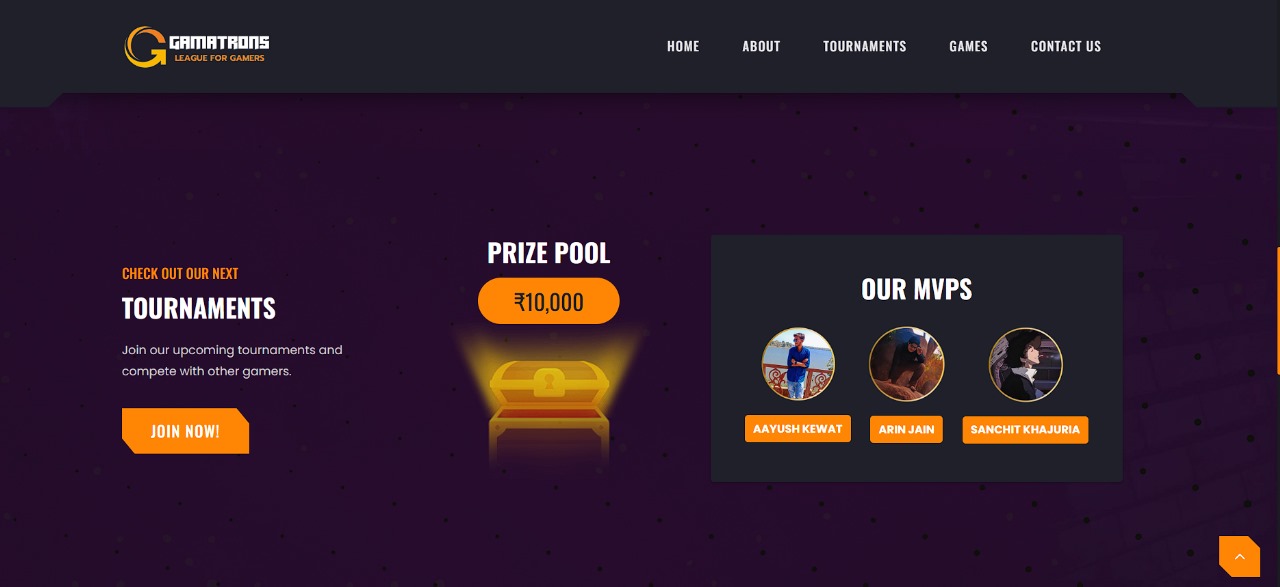 GAMATRONS
LEAGUE FOR GAMERS
HOME
ABOUT
TOURNAMENTS
GAMES
CONTACT US
CHECK OUT OUR NEXT
TOURNAMENTS
Join our upcoming tournaments and
compete with other gamers.
JOIN NOW!
PRIZE POOL
₹10,000
OUR MVPS
AAYUSH KEWAT
ARIN JAIN
SANCHIT KHAJURIA